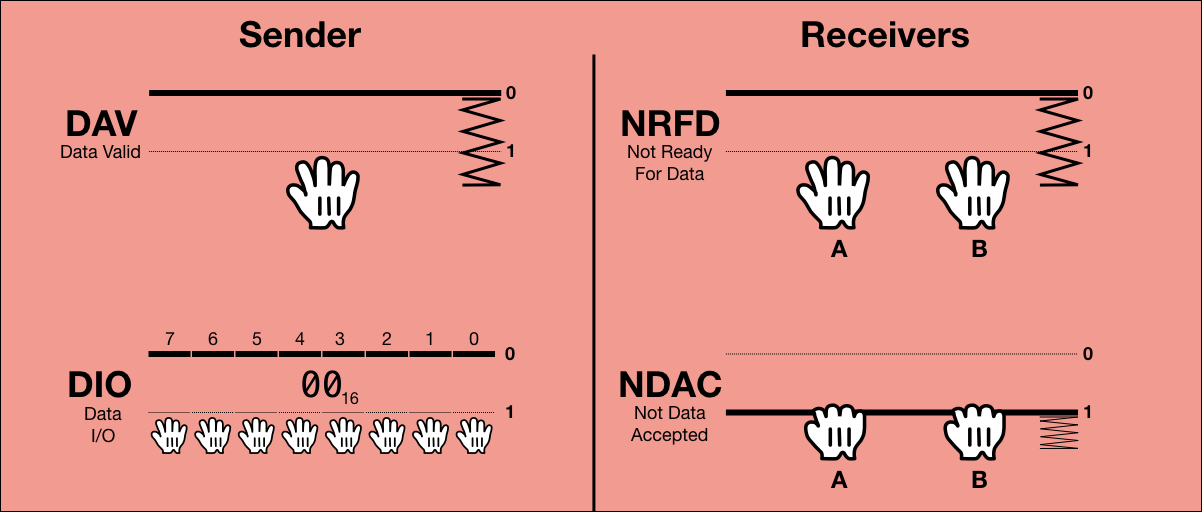 Sender
0
DAV
Data Valid
1
7 6 5 4 3 2 1 0
0
DIO
00₁₆
Data
I/O
1
Receivers
0
NRFD
Not Ready
For Data
1
A B
0
NDAC
Not Data
Accepted
1
A B